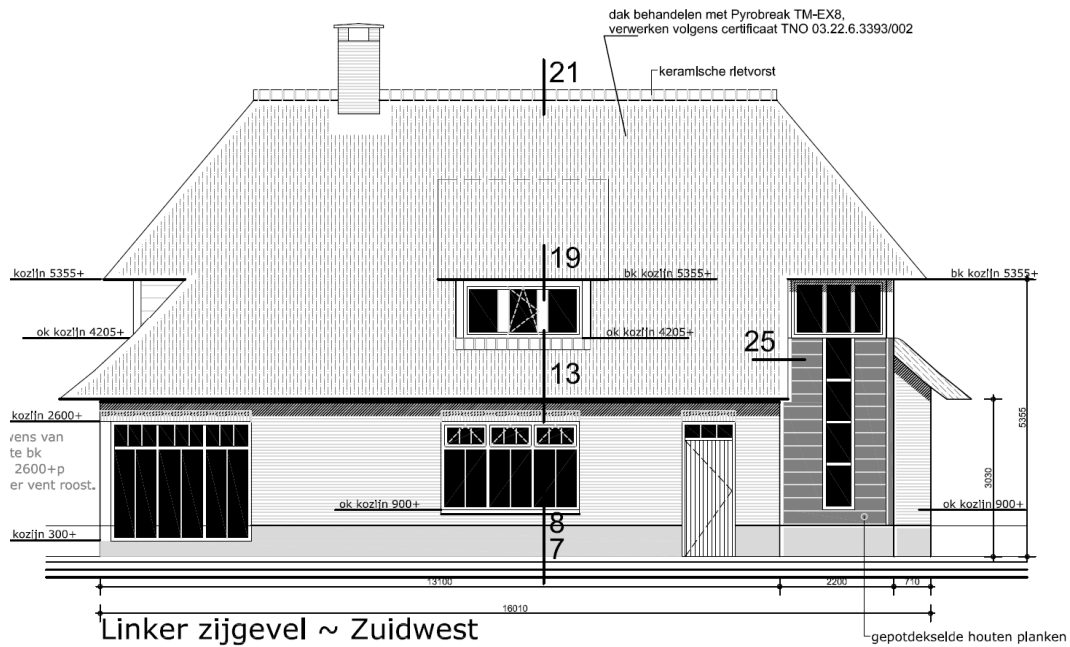 dak behandelen met Pyrobreak TM-EX8,
verwerken volgens certificaat TNO 03.22.6.3393/002
keramische rietvorst
21
19
kozijn 5355+
bk kozijn 5355+
bk kozijn 5355+
ok kozijn 4205+
ok kozijn 4205+
25
13
kozijn 2600+
vens van
te bk
2600+p
er vent roost.
5355
3030
ok kozijn 900+
ok kozijn 900+
8
kozijn 300+
7
13100
2200
710
16010
Linker zijgevel ~ Zuidwest
gepotdekselde houten planken